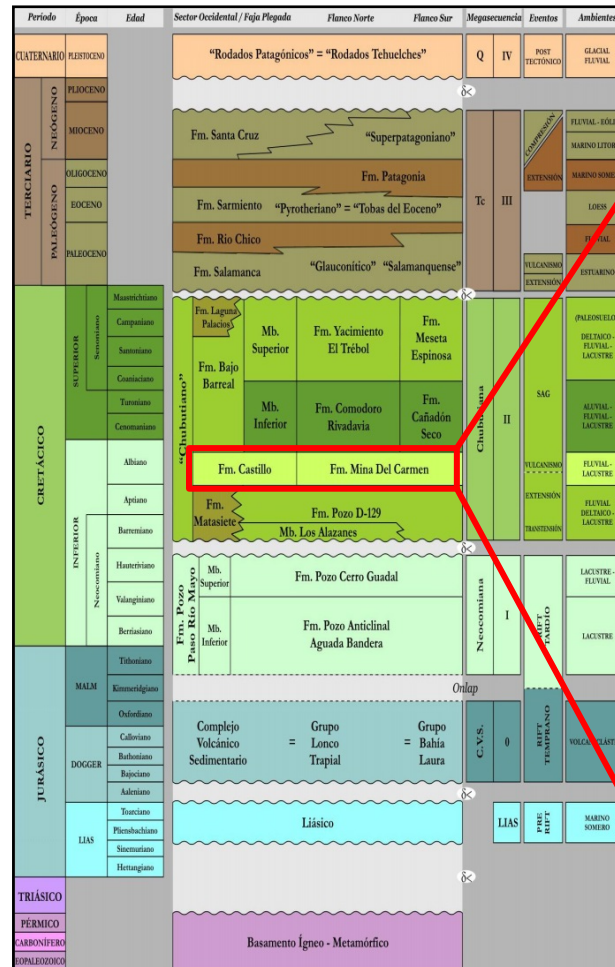 Período Época Edad Sector Occidental / Faja Plegada Flanco Norte Flanco Sur Megasecuencia Eventos Ambientes
CUATERNARIO PLEISTOCENO “Rodados Patagónicos” = “Rodados Tehuelches” Q IV POST TECTÓNICO GLACIAL FLUVIAL
TERCIARIO
NEÓGENO
PLIOCENO
MIOCENO
PALEÓGENO
OLIGOCENO
EOCENO
PALEOCENO
Fm. Santa Cruz “Superpatagoniano”
Fm. Patagonia
Fm. Sarmiento “Pyrotheriano” = “Tobas del Eoceno”
Fm. Rio Chico
Fm. Salamanca “Glauconítico” “Salamanquense”
Tc III
COMPRESIÓN
EXTENSIÓN
VULCANISMO
EXTENSIÓN
FLUVIAL - EÓLI
MARINO LITOR
MARINO SOMER
LOESS
FLUVIAL
ESTUARINO
CRETÁCICO
SUPERIOR
Senoniano
Maastrichtiano
Campaniano
Santoniano
Coaniaciano
Turoniano
Cenomaniano
INFERIOR
Albiano
Aptiano
Neocomiano
Barremiano
Hauteriviano
Valanginiano
Berriasiano
“Chubutiano”
Fm. Laguna Palacios
Fm. Bajo Barreal
Mb. Superior
Fm. Yacimiento El Trébol
Fm. Meseta Espinosa
Mb. Inferior
Fm. Comodoro Rivadavia
Fm. Cañadón Seco
Fm. Castillo Fm. Mina Del Carmen
Fm. Matasiete
Fm. Pozo D-129
Mb. Los Alazanes
Chubutiana II
SAG
VULCANISMO
EXTENSIÓN
TRANSTENSIÓN
(PALEOSUELO
DELTAICO -
FLUVIAL -
LACUSTRE
ALUVIAL -
FLUVIAL -
LACUSTRE
FLUVIAL -
LACUSTRE
FLUVIAL
DELTAICO -
LACUSTRE
Fm. Pozo Paso Río Mayo
Mb. Superior
Fm. Pozo Cerro Guadal
Mb. Inferior
Fm. Pozo Anticlinal
Aguada Bandera
Neocomiana I
RIFT TARDÍO
LACUSTRE -
FLUVIAL
LACUSTRE
JURÁSICO
MALM
Tithoniano
Kimmeridgiano
Oxfordiano
Onlap
DOGGER
Calloviano
Bathoniano
Bajociano
Aaleniano
Complejo Volcánico Sedimentario = Grupo Lonco Trapial = Grupo Bahía Laura
C.V.S. 0
RIFT TEMPRANO
LIAS
Toarciano
Pliensbachiano
Sinemuriano
Hettangiano
Liásico
LIAS
PRE RIFT
MARINO SOMERO
TRIÁSICO
PÉRMICO
CARBONÍFERO
EOPALEOZOICO
Basamento Ígneo - Metamórfico